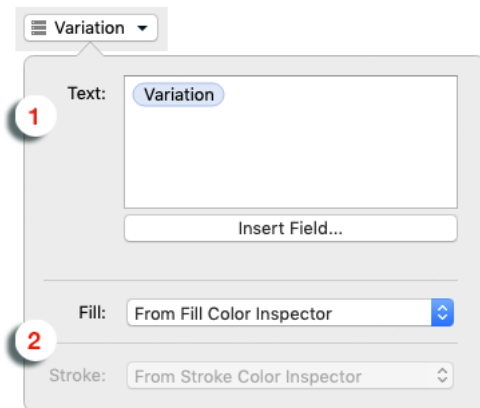 Variation
Text:
Variation
1
Insert Field...
Fill:
From Fill Color Inspector
2
Stroke:
From Stroke Color Inspector